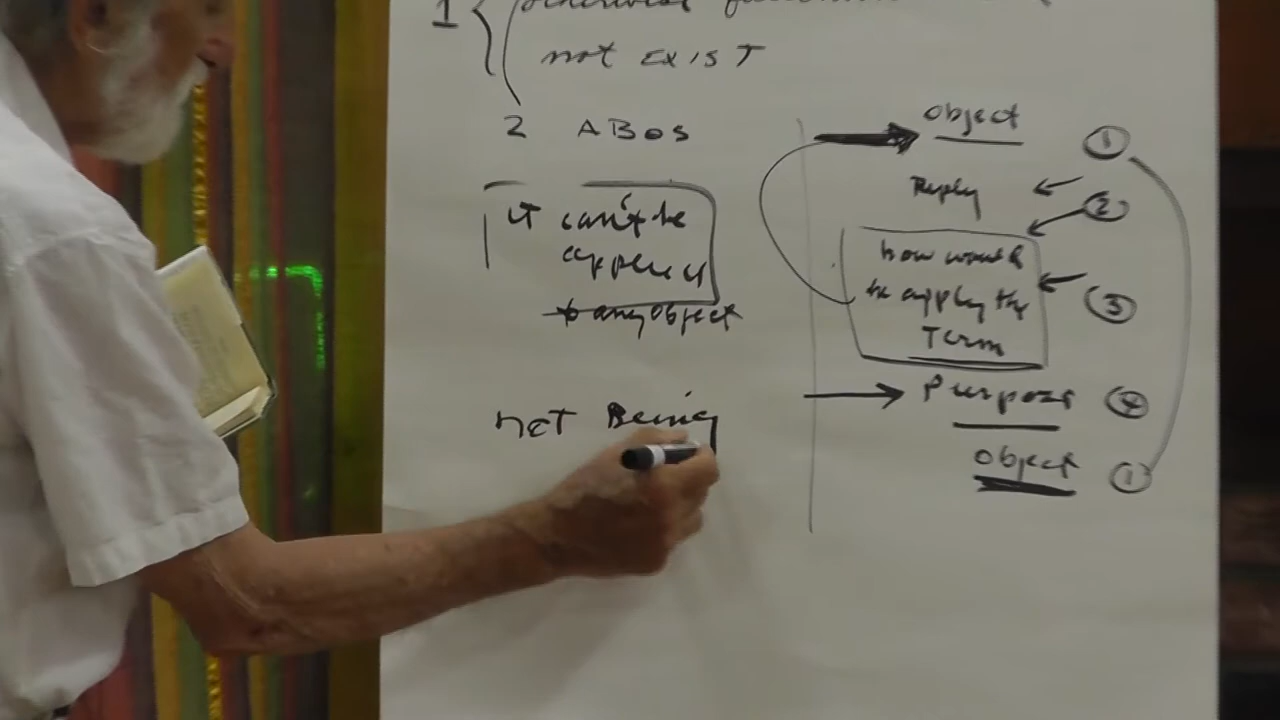 1 otherwise
not EXIST
2 ABOS
it can't be
applied
to any object
not Being
object 1
Reply
2
how would
he apply the 3
Term
Purpose 4
object 1